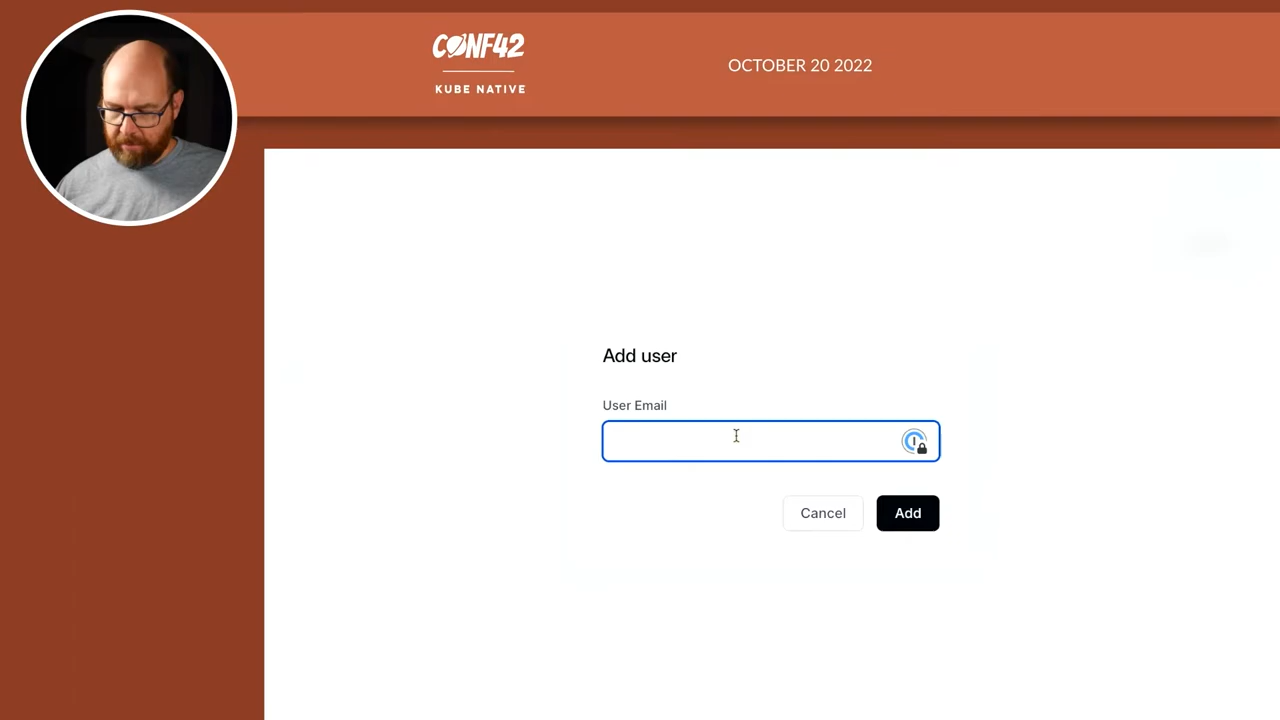 CONF42
KUBE NATIVE
OCTOBER 20 2022
Add user
User Email
Cancel
Add